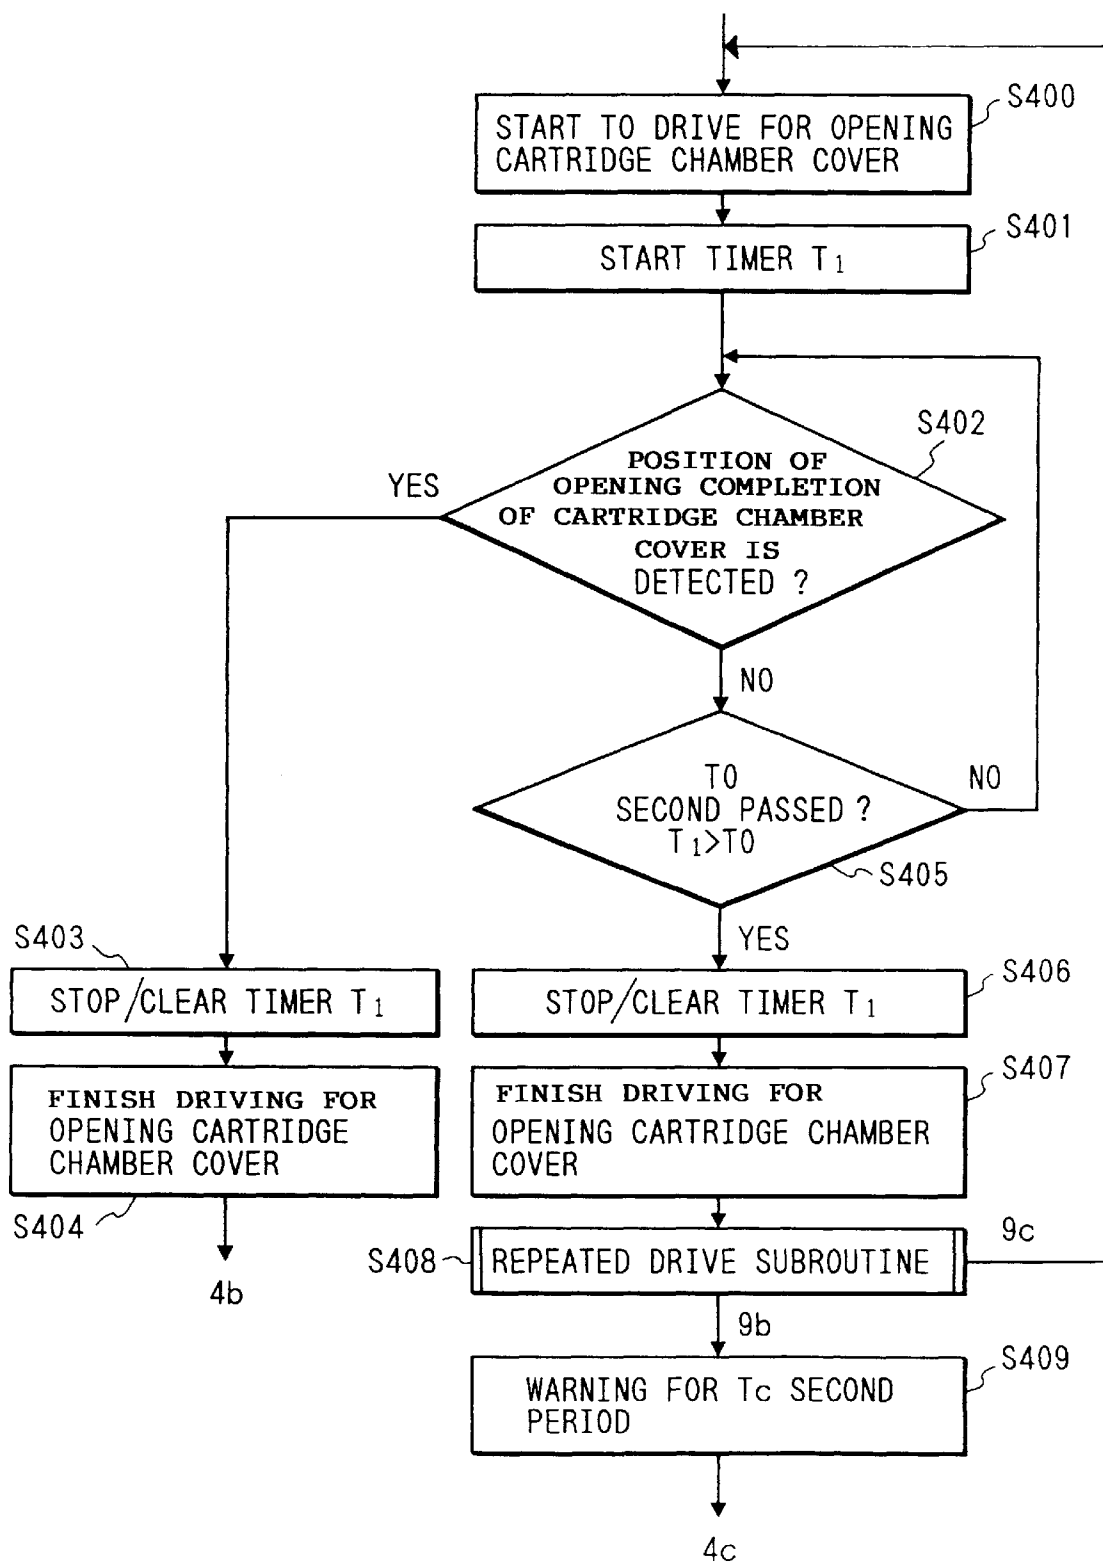 S400
START TO DRIVE FOR OPENING
CARTRIDGE CHAMBER COVER
S401
START TIMER T1
S402
YES
POSITION OF
OPENING COMPLETION
OF CARTRIDGE CHAMBER
COVER IS
DETECTED ?
NO
T0
SECOND PASSED ?
T1>T0
NO
S405
YES
S403
STOP/CLEAR TIMER T1
S406
STOP/CLEAR TIMER T1
S407
FINISH DRIVING FOR
OPENING CARTRIDGE
CHAMBER COVER
S404
4b
FINISH DRIVING FOR
OPENING CARTRIDGE CHAMBER
COVER
S408
REPEATED DRIVE SUBROUTINE
9c
9b
S409
WARNING FOR Tc SECOND
PERIOD
4c